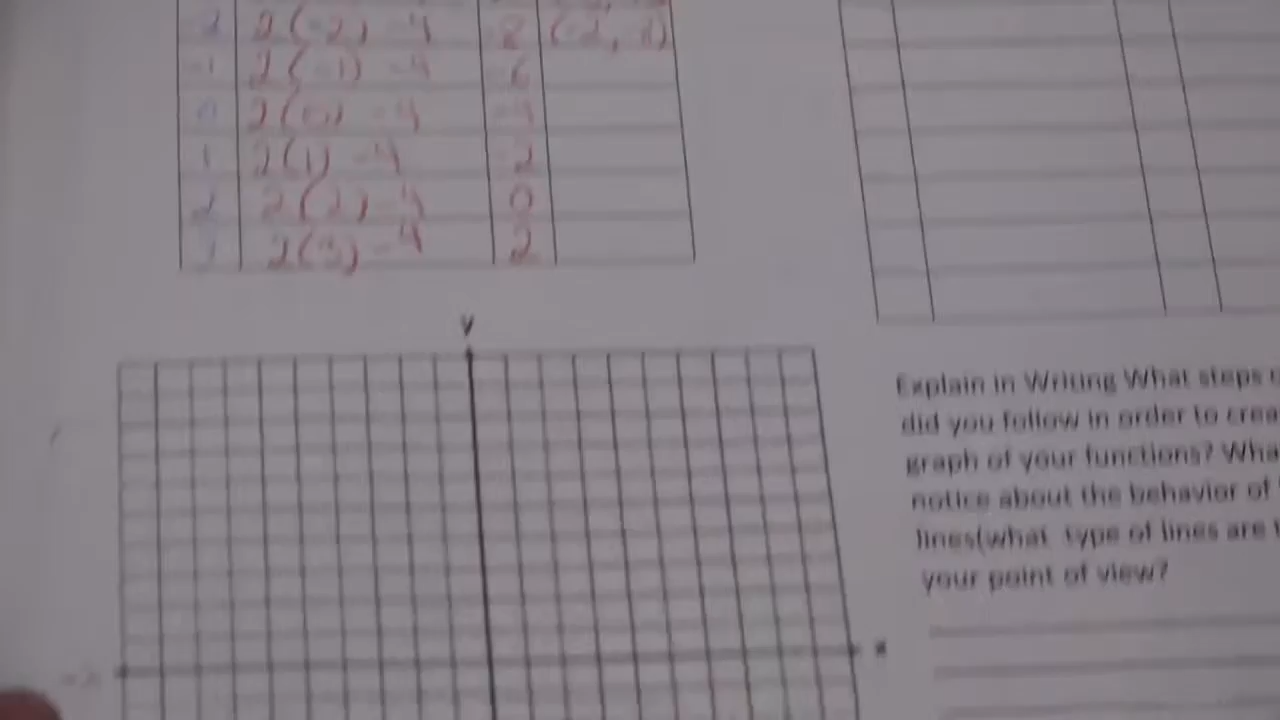 -2 2(-2) -4 -8 (-2, -8)
-1 2(-1) -4 -6
0 2(0) -4 -4
1 2(1) -4 -2
2 2(2) -4 0
3 2(3) -4 2
y
x
Explain in Writing What steps
did you follow in order to crea
graph of your functions? Wha
notice about the behavior of
lines(what type of lines are
your point of view?